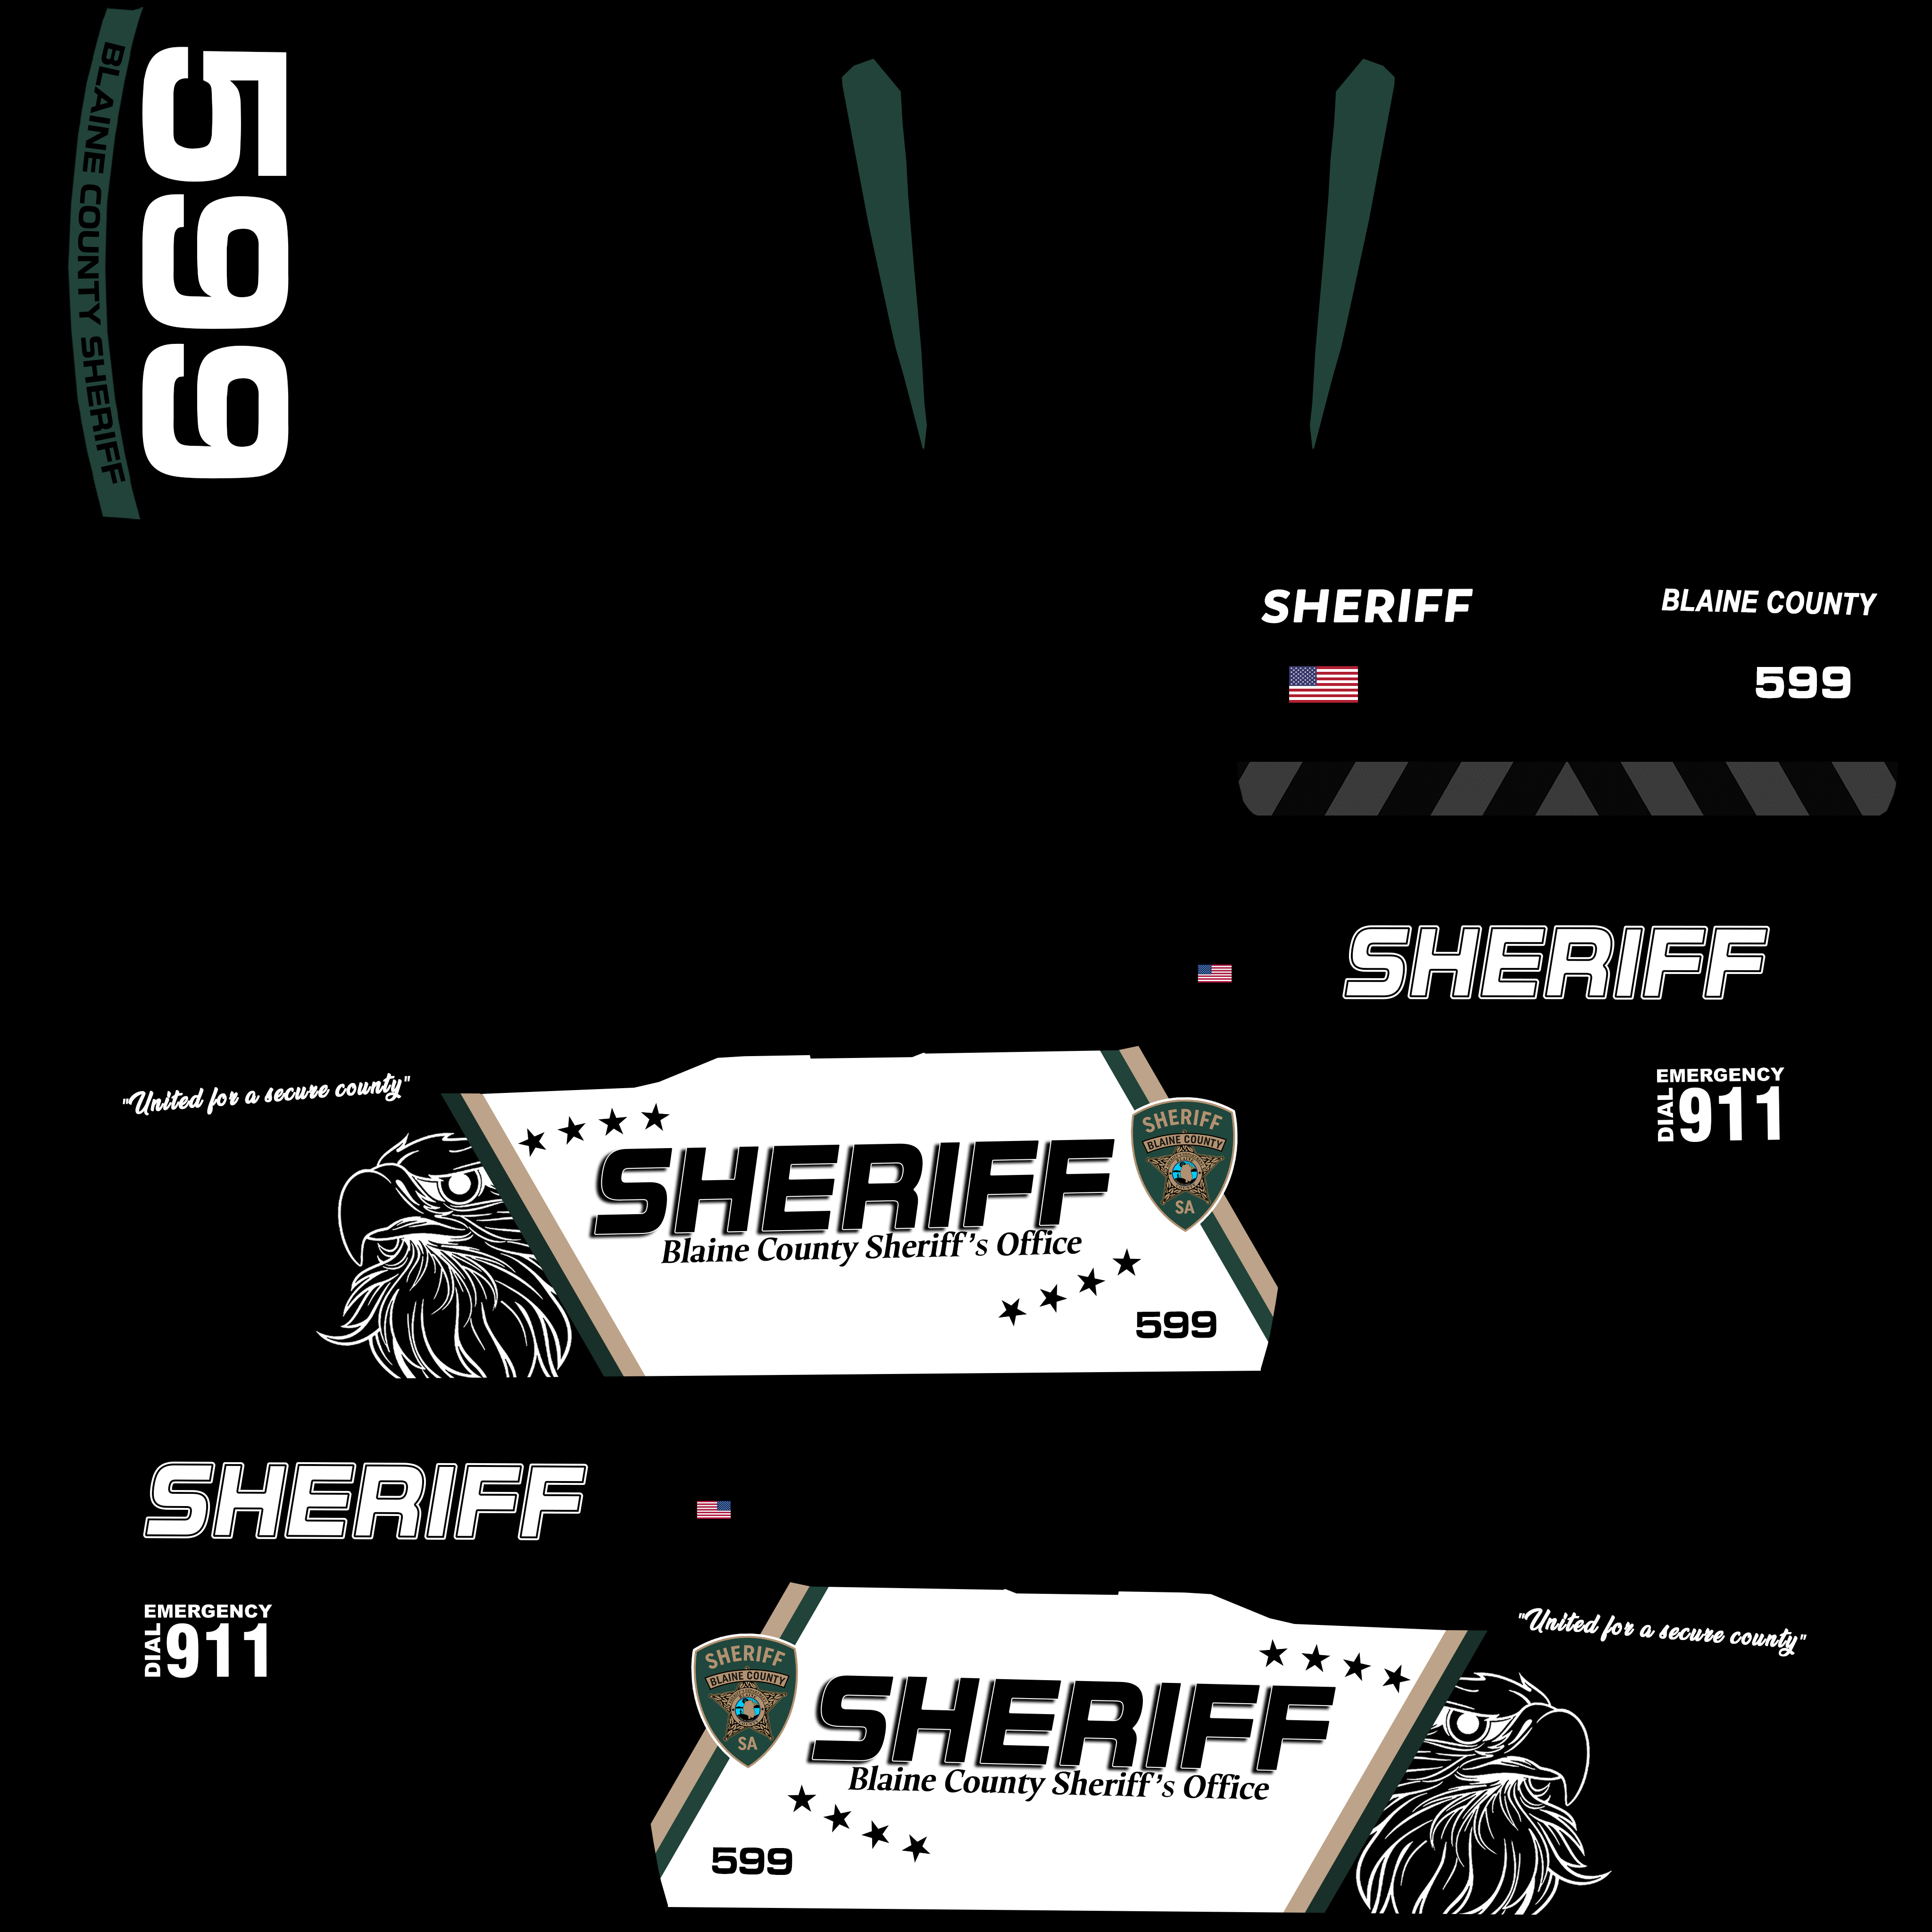 BLAINE COUNTY SHERIFF
599
SHERIFF
BLAINE COUNTY
599
SHERIFF
"United for a secure county"
EMERGENCY
DIAL
911
SHERIFF
BLAINE COUNTY
SA
SHERIFF
Blaine County Sheriff's Office
599
SHERIFF
EMERGENCY
DIAL
911
"United for a secure county"
SHERIFF
BLAINE COUNTY
SA
SHERIFF
Blaine County Sheriff's Office
599